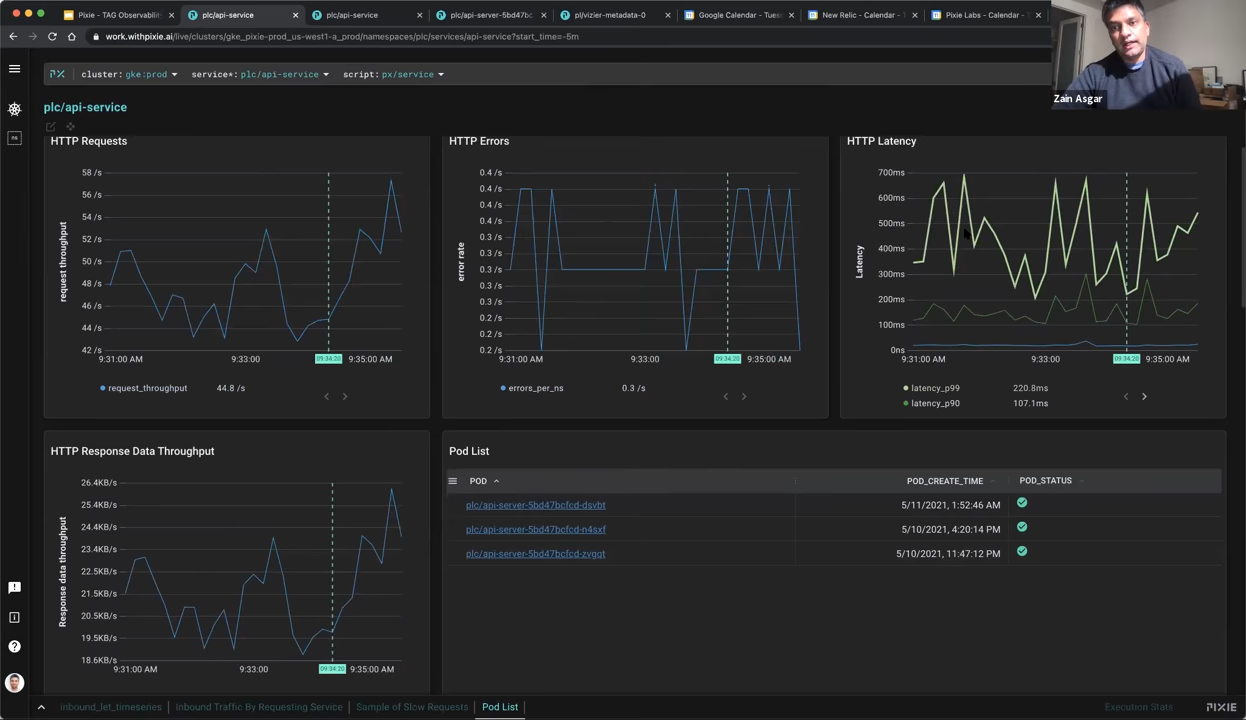 Pixie - TAG Observabilit
plc/api-service
plc/api-service
plc/api-server-5bd47bc
pl/vizier-metadata-0
Google Calendar - Tues
New Relic - Calendar - T
Pixie Labs - Calendar - T
work.withpixie.ai/live/clusters/gke_pixie-prod_us-west1-a_prod/namespaces/plc/services/api-service?start_time=-5m
cluster: gke:prod
service*: plc/api-service
script: px/service
Zain Asgar
plc/api-service
ns
HTTP Requests
58 /s
56 /s
54 /s
52 /s
50 /s
48 /s
46 /s
44 /s
42 /s
request throughput
9:31:00 AM
9:33:00
09:34:20
9:35:00 AM
request_throughput 44.8 /s
HTTP Errors
0.4 /s
0.4 /s
0.4 /s
0.4 /s
0.3 /s
0.3 /s
0.3 /s
0.3 /s
0.3 /s
0.2 /s
0.2 /s
0.2 /s
error rate
9:31:00 AM
9:33:00
09:34:20
9:35:00 AM
errors_per_ns 0.3 /s
HTTP Latency
700ms
600ms
500ms
400ms
300ms
200ms
100ms
0ns
Latency
9:31:00 AM
9:33:00
09:34:20
9:35:00 AM
latency_p99 220.8ms
latency_p90 107.1ms
HTTP Response Data Throughput
26.4KB/s
25.4KB/s
24.4KB/s
23.4KB/s
22.5KB/s
21.5KB/s
20.5KB/s
19.5KB/s
18.6KB/s
Response data throughput
9:31:00 AM
9:33:00
09:34:20
9:35:00 AM
Pod List
POD POD_CREATE_TIME POD_STATUS
plc/api-server-5bd47bcfcd-dsvbt 5/11/2021, 1:52:46 AM
plc/api-server-5bd47bcfcd-n4sxf 5/10/2021, 4:20:14 PM
plc/api-server-5bd47bcfcd-zvgqt 5/10/2021, 11:47:12 PM
inbound_let_timeseries
Inbound Traffic By Requesting Service
Sample of Slow Requests
Pod List
Execution Stats
PIXIE